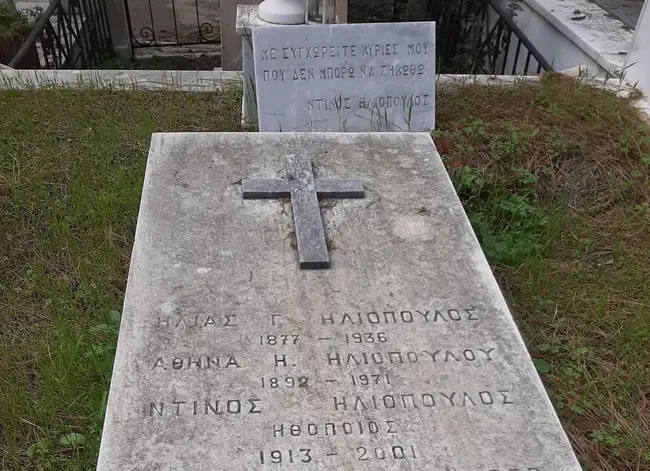 ΜΕ ΣΥΓΧΩΡΕΙΤΕ ΚΥΡΙΕΣ ΜΟΥ
ΠΟΥ ΔΕΝ ΜΠΟΡΩ ΝΑ ΣΗΚΩΘΩ
ΝΤΙΝΟΣ ΗΛΙΟΠΟΥΛΟΣ
ΗΛΙΑΣ Γ. ΗΛΙΟΠΟΥΛΟΣ
1877 – 1936
ΑΘΗΝΑ Η. ΗΛΙΟΠΟΥΛΟΥ
1892 – 1971
ΝΤΙΝΟΣ ΗΛΙΟΠΟΥΛΟΣ
ΗΘΟΠΟΙΟΣ
1913 – 2001